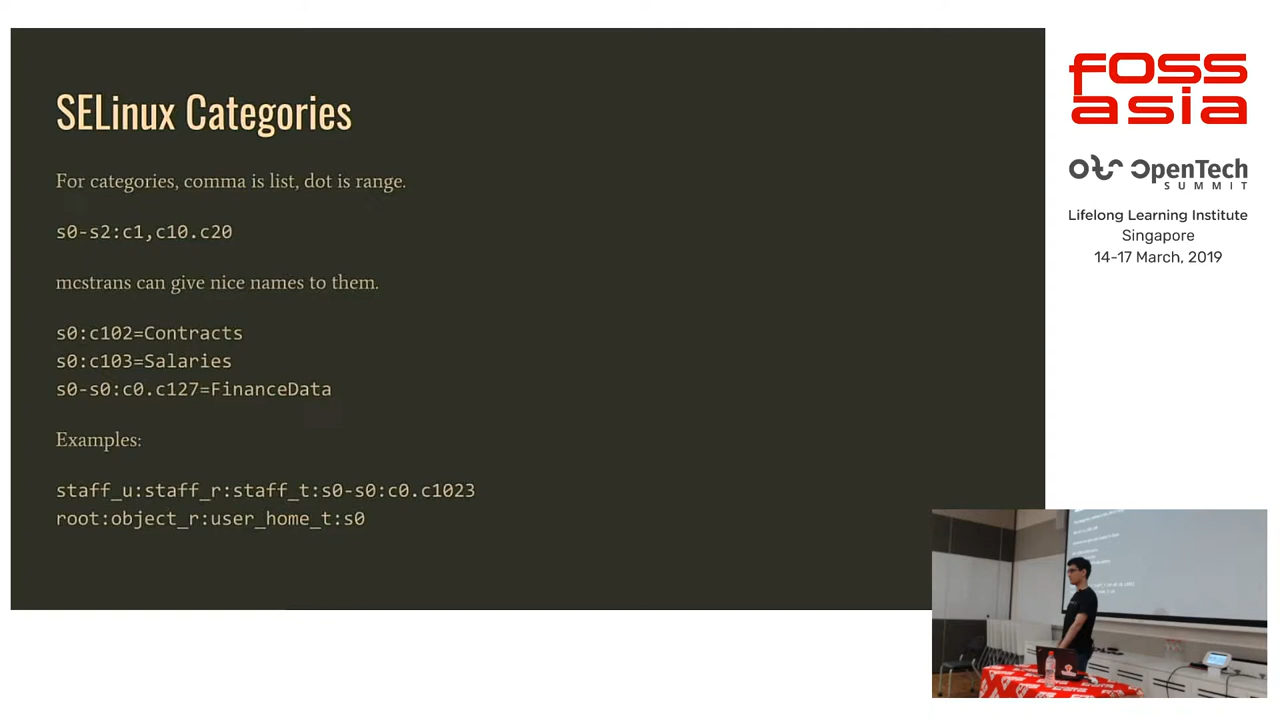 SELinux Categories
For categories, comma is list, dot is range.
s0-s2:c1,c10.c20
mcstrans can give nice names to them.
s0:c102=Contracts
s0:c103=Salaries
s0-s0:c0.c127=FinanceData
Examples:
staff_u:staff_r:staff_t:s0-s0:c0.c1023
root:object_r:user_home_t:s0
foss
asia
OpenTech
SUMMIT
Lifelong Learning Institute
Singapore
14-17 March, 2019